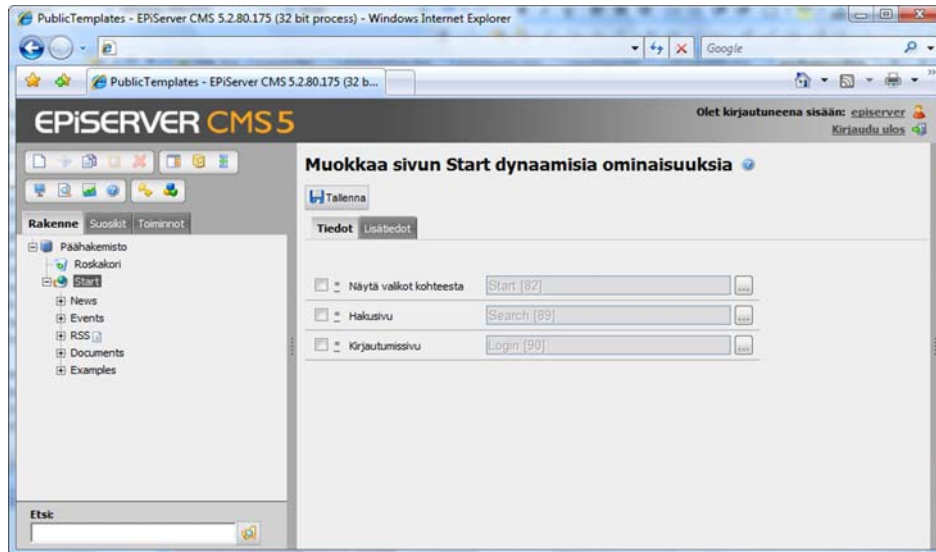 PublicTemplates - EPiServer CMS 5.2.80.175 (32 bit process) - Windows Internet Explorer
Google
PublicTemplates - EPiServer CMS 5.2.80.175 (32 b...
EPiSERVER CMS 5
Olet kirjautuneena sisään: episerver
Kirjaudu ulos
Muokkaa sivun Start dynaamisia ominaisuuksia
Tallenna
Rakenne Suosikit Toiminnot
Tiedot Lisätiedot
Päähakemisto
Roskakori
Start
News
Events
RSS
Documents
Examples
Näytä valikot kohteesta Start [82] ...
Hakusivu Search [89] ...
Kirjautumissivu Login [90] ...
Etsi: